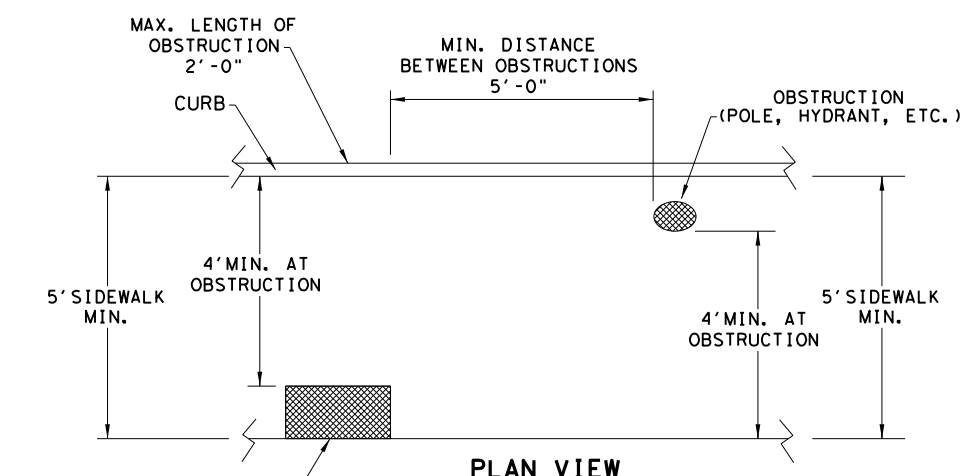 MAX. LENGTH OF
OBSTRUCTION
2'-0"
CURB
MIN. DISTANCE
BETWEEN OBSTRUCTIONS
5'-0"
OBSTRUCTION
(POLE, HYDRANT, ETC.)
5' SIDEWALK
MIN.
4' MIN. AT
OBSTRUCTION
4' MIN. AT
OBSTRUCTION
5' SIDEWALK
MIN.
PLAN VIEW